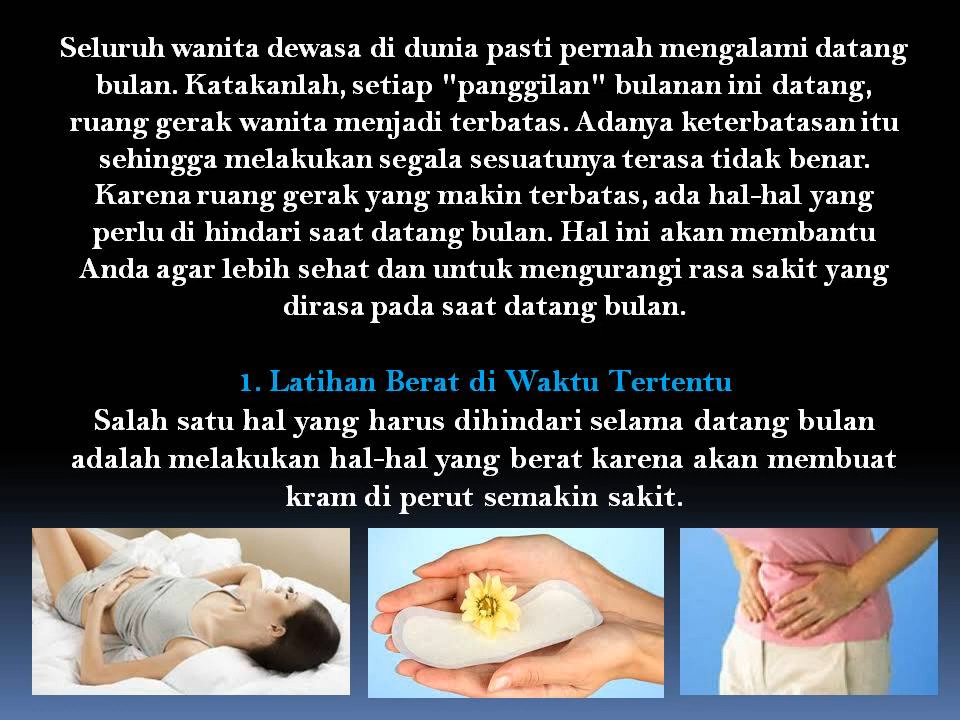 Seluruh wanita dewasa di dunia pasti pernah mengalami datang
bulan. Katakanlah, setiap "panggilan" bulanan ini datang,
ruang gerak wanita menjadi terbatas. Adanya keterbatasan itu
sehingga melakukan segala sesuatunya terasa tidak benar.
Karena ruang gerak yang makin terbatas, ada hal-hal yang
perlu di hindari saat datang bulan. Hal ini akan membantu
Anda agar lebih sehat dan untuk mengurangi rasa sakit yang
dirasa pada saat datang bulan.
1. Latihan Berat di Waktu Tertentu
Salah satu hal yang harus dihindari selama datang bulan
adalah melakukan hal-hal yang berat karena akan membuat
kram di perut semakin sakit.